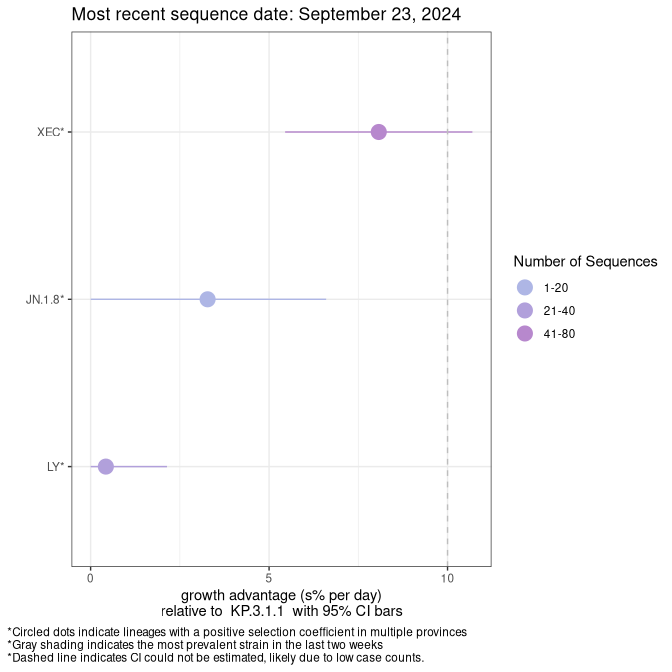 Most recent sequence date: September 23, 2024
XEC*
JN.1.8*
LY*
0 5 10
growth advantage (s% per day)
relative to KP.3.1.1 with 95% CI bars
Number of Sequences
1-20
21-40
41-80
*Circled dots indicate lineages with a positive selection coefficient in multiple provinces
*Gray shading indicates the most prevalent strain in the last two weeks
*Dashed line indicates CI could not be estimated, likely due to low case counts.